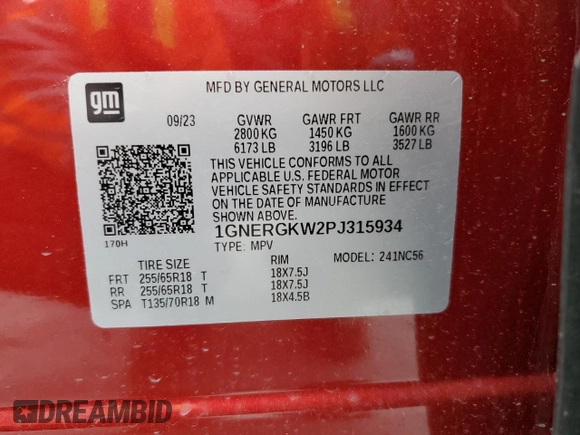 gm
MFD BY GENERAL MOTORS LLC
09/23 GVWR GAWR FRT GAWR RR
2800 KG 1450 KG 1600 KG
6173 LB 3196 LB 3527 LB
THIS VEHICLE CONFORMS TO ALL
APPLICABLE U.S. FEDERAL MOTOR
VEHICLE SAFETY STANDARDS IN EFFECT
ON THE DATE OF MANUFACTURE
SHOWN ABOVE.
1GNERGKW2PJ315934
170H
TYPE: MPV MODEL: 241NC56
TIRE SIZE RIM
FRT 255/65R18 T 18X7.5J
RR 255/65R18 T 18X7.5J
SPA T135/70R18 M 18X4.5B
DREAMBID